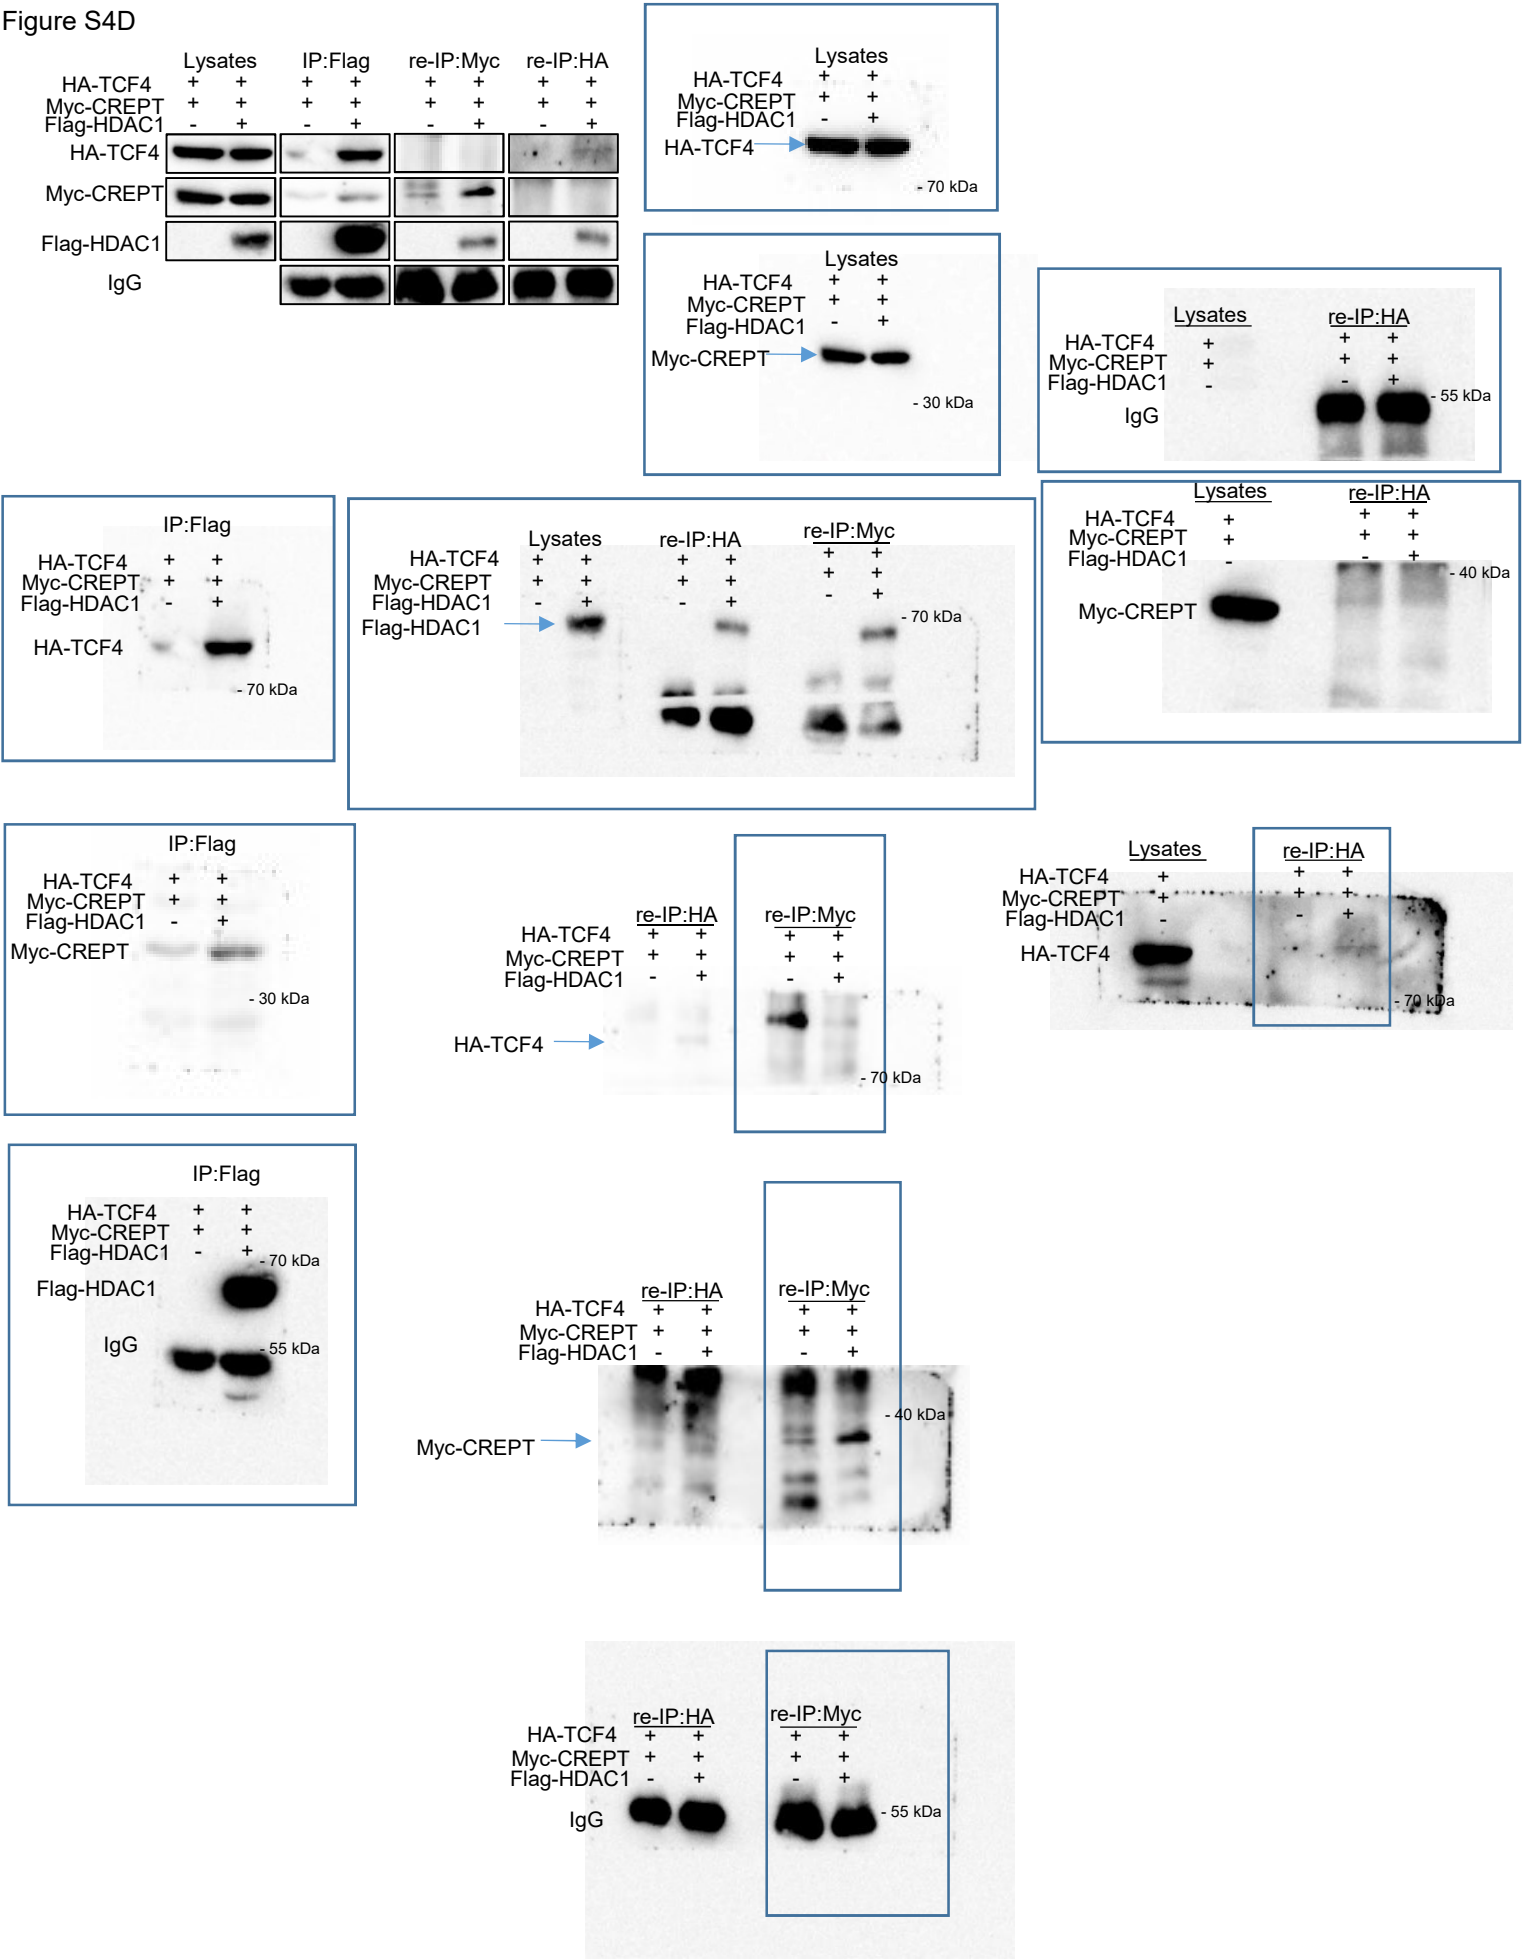 Figure S4D
Lysates IP:Flag re-IP:Myc re-IP:HA
HA-TCF4 + + + + + + + +
Myc-CREPT + + + + + + + +
Flag-HDAC1 - + - + - + - +
HA-TCF4
Myc-CREPT
Flag-HDAC1
IgG
Lysates
HA-TCF4 + +
Myc-CREPT + +
Flag-HDAC1 - +
HA-TCF4
- 70 kDa
Lysates
HA-TCF4 + +
Myc-CREPT + +
Flag-HDAC1 - +
Myc-CREPT
- 30 kDa
Lysates re-IP:HA
HA-TCF4 + + +
Myc-CREPT + + +
Flag-HDAC1 - - +
- 55 kDa
IgG
IP:Flag
HA-TCF4 + +
Myc-CREPT + +
Flag-HDAC1 - +
HA-TCF4
- 70 kDa
Lysates re-IP:HA re-IP:Myc
HA-TCF4 + + + + + +
Myc-CREPT + + + + + +
Flag-HDAC1 - + - + - +
Flag-HDAC1
- 70 kDa
Lysates re-IP:HA
HA-TCF4 + + +
Myc-CREPT + + +
Flag-HDAC1 - - +
- 40 kDa
Myc-CREPT
IP:Flag
HA-TCF4 + +
Myc-CREPT + +
Flag-HDAC1 - +
Myc-CREPT
- 30 kDa
re-IP:HA re-IP:Myc
HA-TCF4 + + + +
Myc-CREPT + + + +
Flag-HDAC1 - + - +
HA-TCF4
- 70 kDa
Lysates re-IP:HA
HA-TCF4 + + +
Myc-CREPT + + +
Flag-HDAC1 - - +
HA-TCF4
- 70 kDa
IP:Flag
HA-TCF4 + +
Myc-CREPT + +
Flag-HDAC1 - +
- 70 kDa
Flag-HDAC1
IgG
- 55 kDa
re-IP:HA re-IP:Myc
HA-TCF4 + + + +
Myc-CREPT + + + +
Flag-HDAC1 - + - +
- 40 kDa
Myc-CREPT
re-IP:HA re-IP:Myc
HA-TCF4 + + + +
Myc-CREPT + + + +
Flag-HDAC1 - + - +
- 55 kDa
IgG